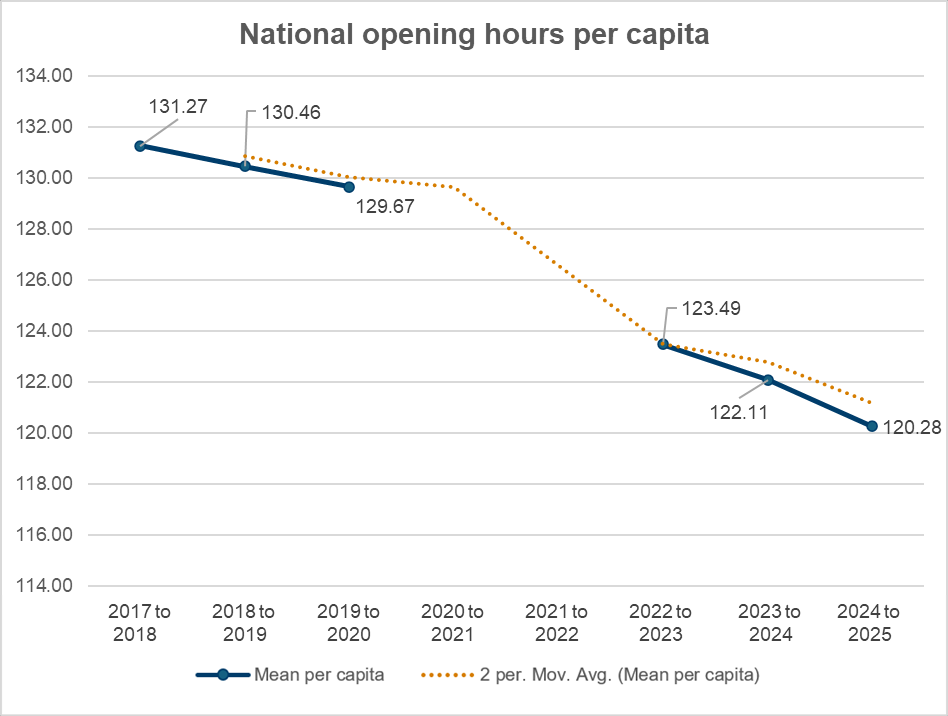 National opening hours per capita
134.00
132.00
130.00
128.00
126.00
124.00
122.00
120.00
118.00
116.00
114.00
131.27
130.46
129.67
123.49
122.11
120.28
2017 to
2018
2018 to
2019
2019 to
2020
2020 to
2021
2021 to
2022
2022 to
2023
2023 to
2024
2024 to
2025
Mean per capita
2 per. Mov. Avg. (Mean per capita)